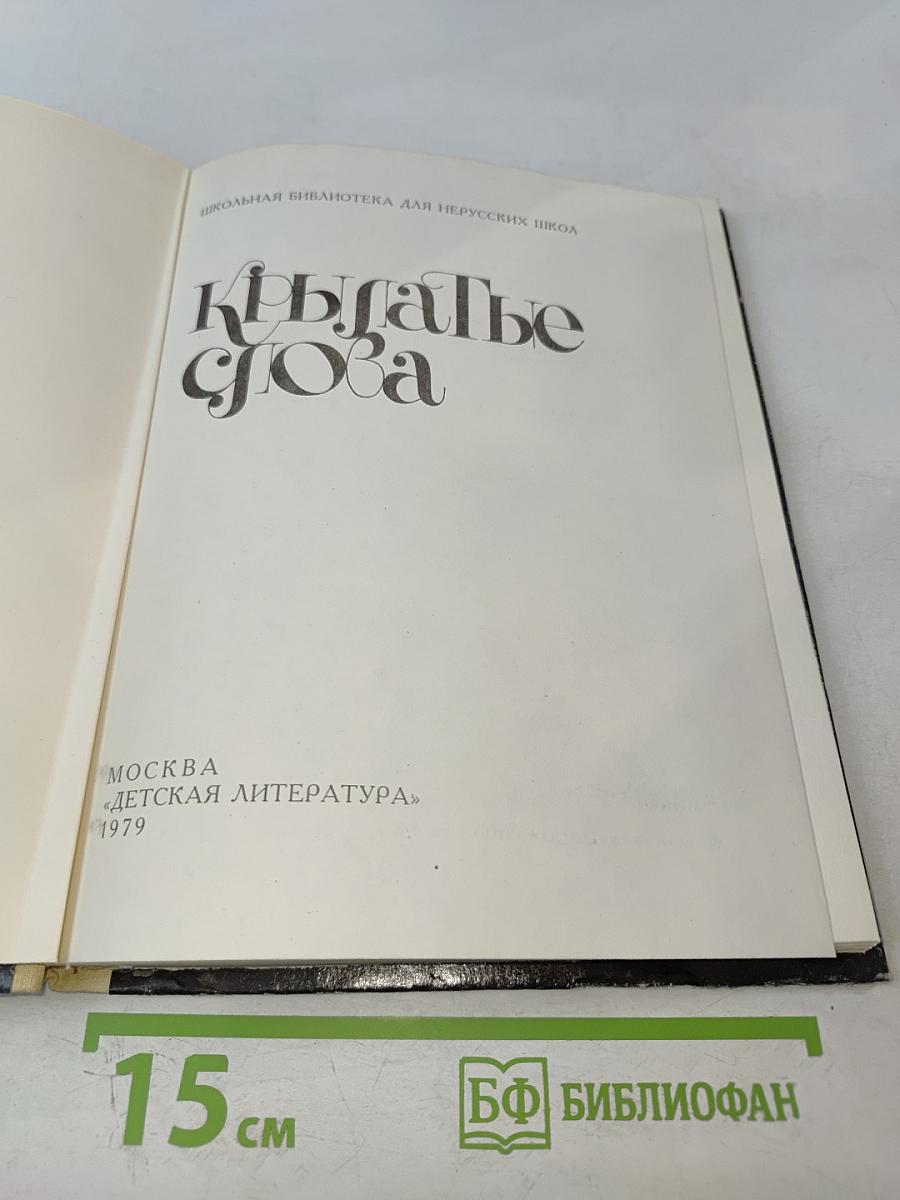 ШКОЛЬНАЯ БИБЛИОТЕКА ДЛЯ НЕРУССКИХ ШКОЛ
Крылатые
слова
МОСКВА
«ДЕТСКАЯ ЛИТЕРАТУРА»
1979
15 см
БФ БИБЛИОФАН